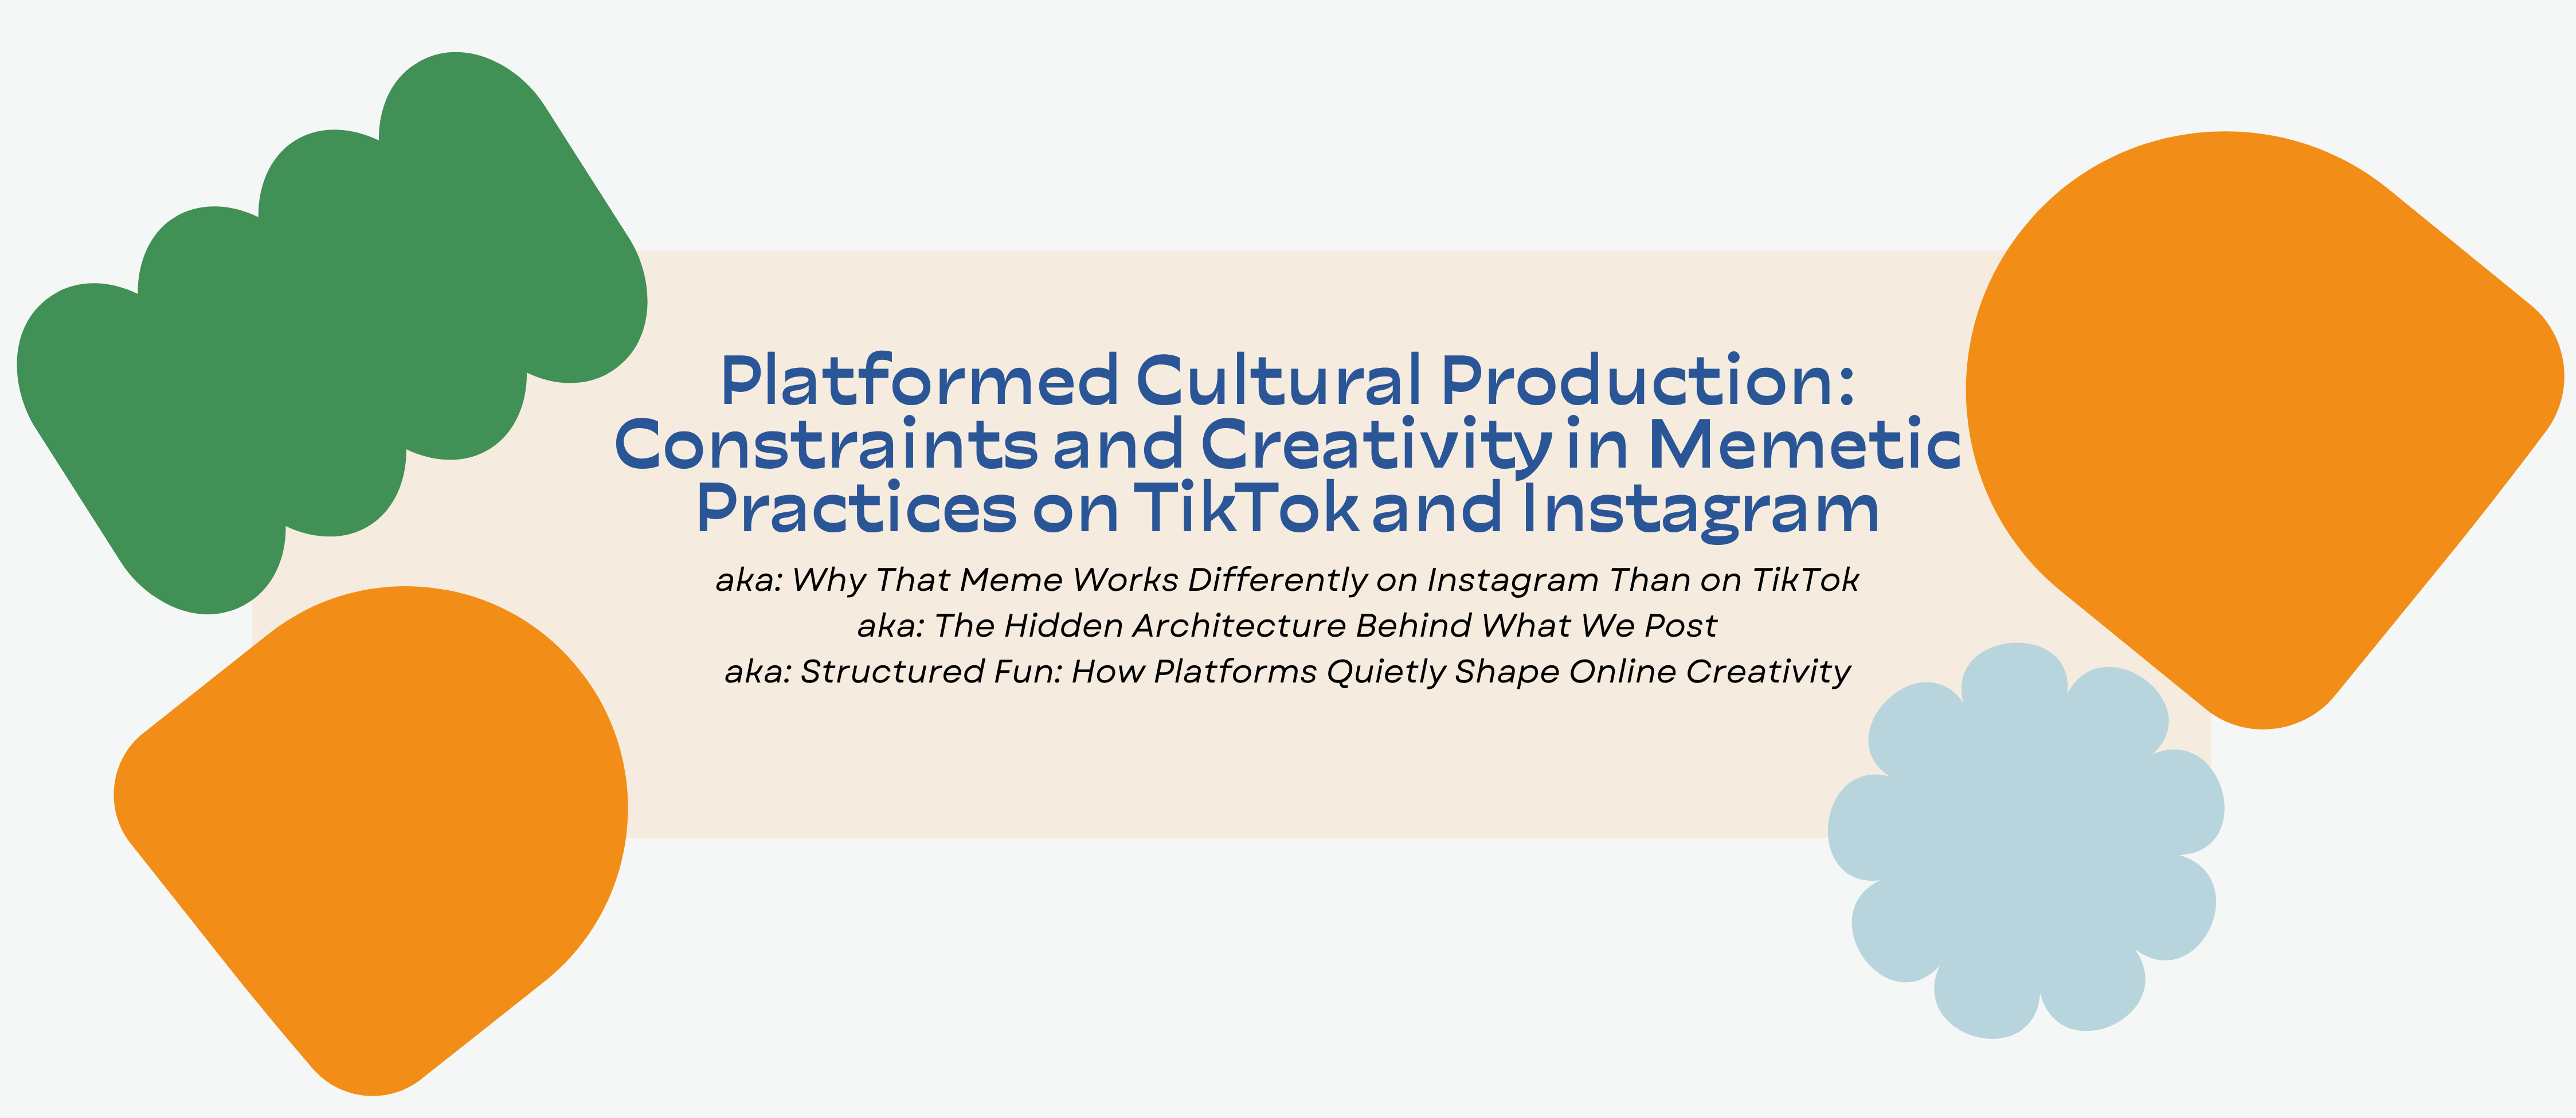 Platformed Cultural Production:
Constraints and Creativity in Memetic
Practices on TikTok and Instagram
aka: Why That Meme Works Differently on Instagram Than on TikTok
aka: The Hidden Architecture Behind What We Post
aka: Structured Fun: How Platforms Quietly Shape Online Creativity